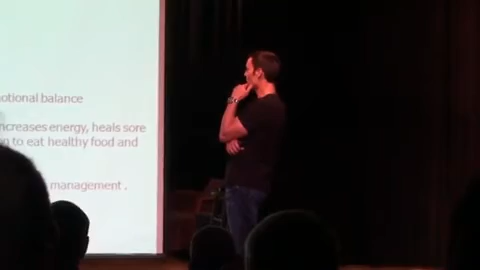 otional balance
ncreases energy, heals sore
g to eat healthy food and
management .